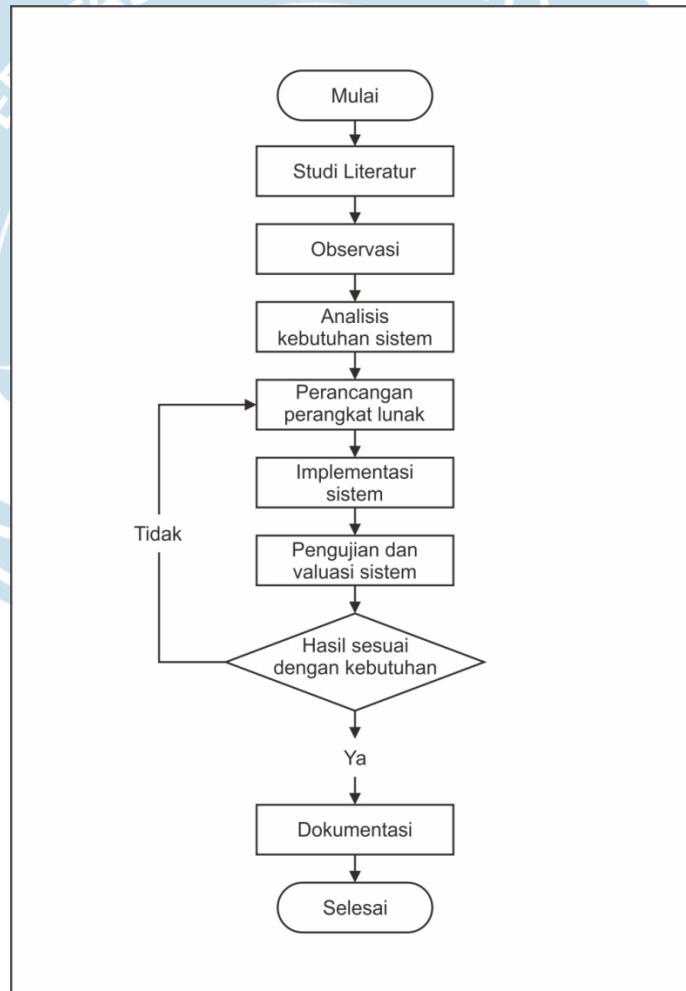 Mulai
Studi Literatur
Observasi
Analisis
kebutuhan sistem
Perancangan
perangkat lunak
Implementasi
sistem
Tidak
Pengujian dan
valuasi sistem
Hasil sesuai
dengan kebutuhan
Ya
Dokumentasi
Selesai